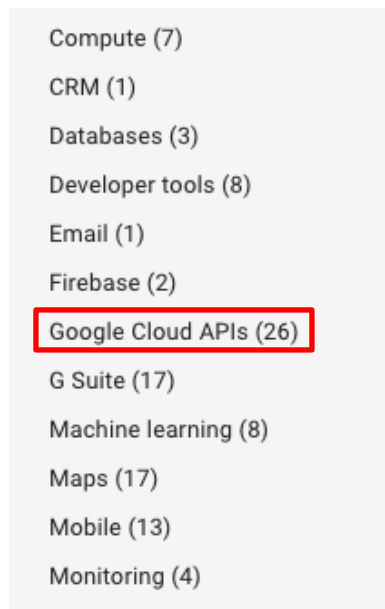 Compute (7)
CRM (1)
Databases (3)
Developer tools (8)
Email (1)
Firebase (2)
Google Cloud APIs (26)
G Suite (17)
Machine learning (8)
Maps (17)
Mobile (13)
Monitoring (4)